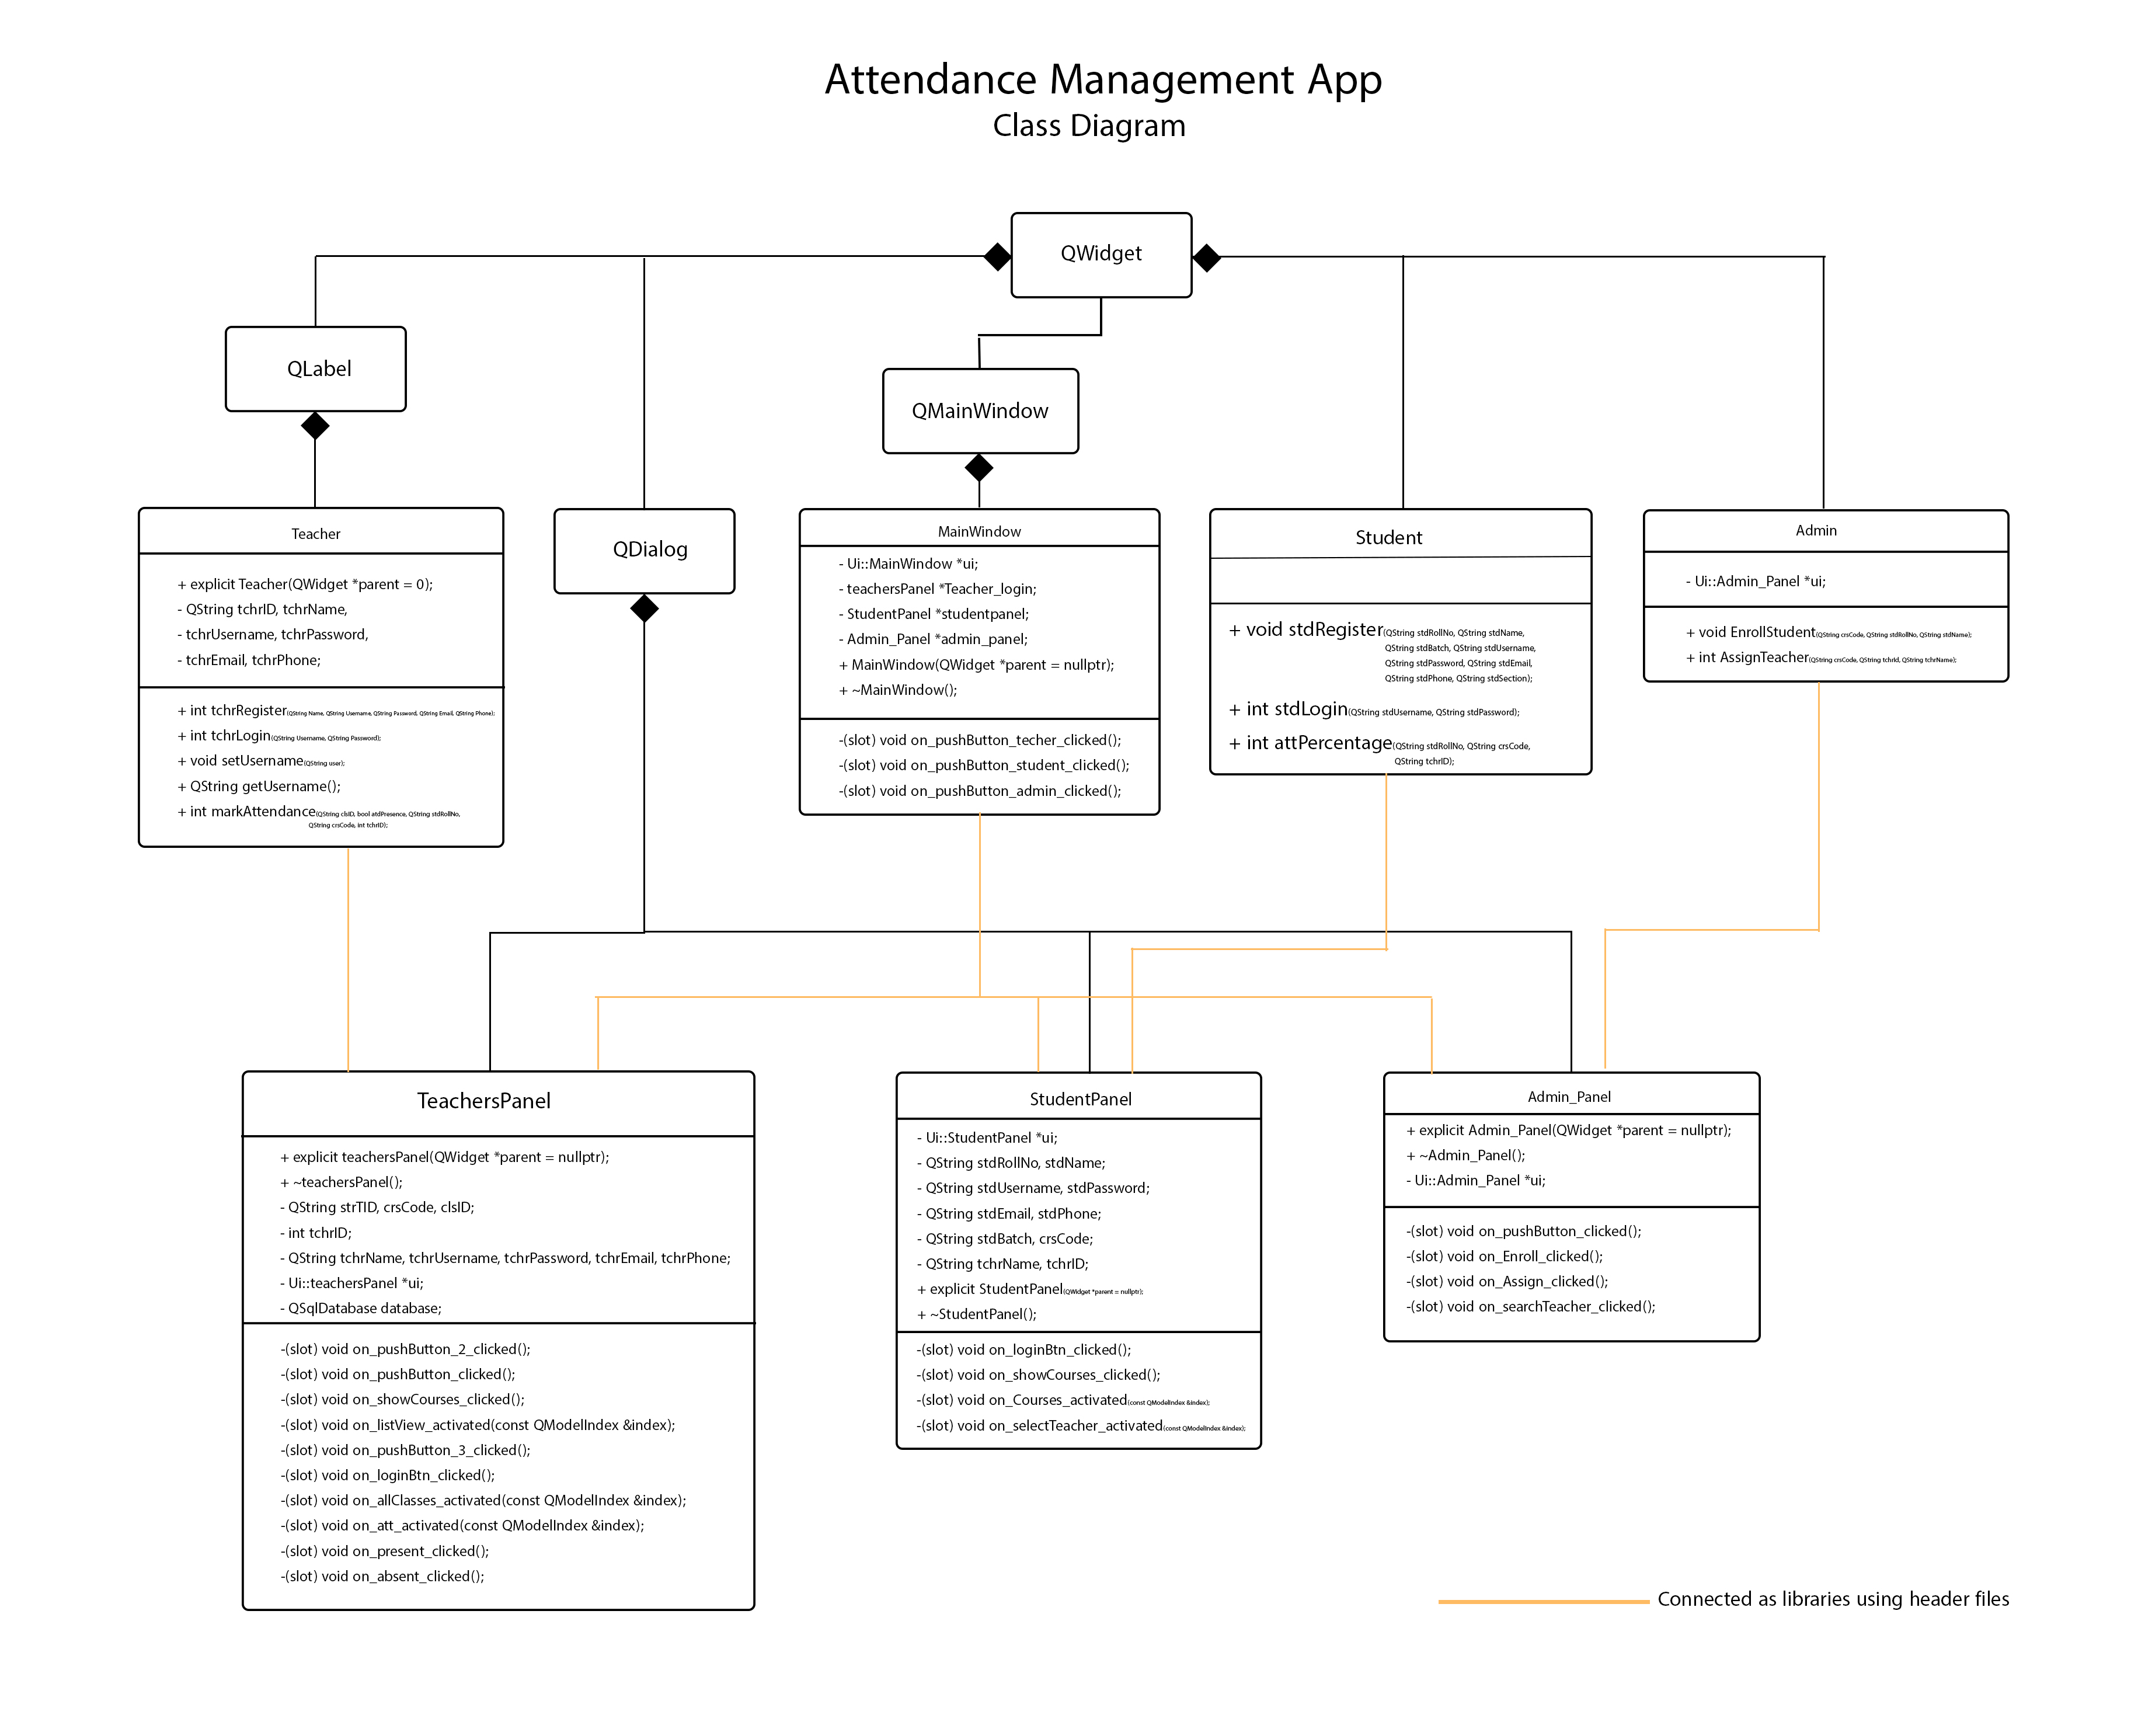 Attendance Management App
Class Diagram
QWidget
QLabel
QMainWindow
Teacher
+ explicit Teacher(QWidget *parent = 0);
- QString tchrID, tchrName,
- tchrUsername, tchrPassword,
- tchrEmail, tchrPhone;
+ int tchrRegister(QString Name, QString Username, QString Password, QString Email, QString Phone);
+ int tchrLogin(QString Username, QString Password);
+ void setUsername(QString user);
+ QString getUsername();
+ int markAttendance(QString clsID, bool atdPresence, QString stdRollNo,
QString crsCode, int tchrID);
QDialog
MainWindow
- Ui::MainWindow *ui;
- teachersPanel *Teacher_login;
- StudentPanel *studentpanel;
- Admin_Panel *admin_panel;
+ MainWindow(QWidget *parent = nullptr);
+ ~MainWindow();
-(slot) void on_pushButton_techer_clicked();
-(slot) void on_pushButton_student_clicked();
-(slot) void on_pushButton_admin_clicked();
Student
+ void stdRegister(QString stdRollNo, QString stdName,
QString stdBatch, QString stdUsername,
QString stdPassword, QString stdEmail,
QString stdPhone, QString stdSection);
+ int stdLogin(QString stdUsername, QString stdPassword);
+ int attPercentage(QString stdRollNo, QString crsCode,
QString tchrID);
Admin
- Ui::Admin_Panel *ui;
+ void EnrollStudent(QString crsCode, QString stdRollNo, QString stdName);
+ int AssignTeacher(QString crsCode, QString tchrId, QString tchrName);
TeachersPanel
+ explicit teachersPanel(QWidget *parent = nullptr);
+ ~teachersPanel();
- QString strTID, crsCode, clsID;
- int tchrID;
- QString tchrName, tchrUsername, tchrPassword, tchrEmail, tchrPhone;
- Ui::teachersPanel *ui;
- QSqlDatabase database;
-(slot) void on_pushButton_2_clicked();
-(slot) void on_pushButton_clicked();
-(slot) void on_showCourses_clicked();
-(slot) void on_listView_activated(const QModelIndex &index);
-(slot) void on_pushButton_3_clicked();
-(slot) void on_loginBtn_clicked();
-(slot) void on_allClasses_activated(const QModelIndex &index);
-(slot) void on_att_activated(const QModelIndex &index);
-(slot) void on_present_clicked();
-(slot) void on_absent_clicked();
StudentPanel
- Ui::StudentPanel *ui;
- QString stdRollNo, stdName;
- QString stdUsername, stdPassword;
- QString stdEmail, stdPhone;
- QString stdBatch, crsCode;
- QString tchrName, tchrID;
+ explicit StudentPanel(QWidget *parent = nullptr);
+ ~StudentPanel();
-(slot) void on_loginBtn_clicked();
-(slot) void on_showCourses_clicked();
-(slot) void on_Courses_activated(const QModelIndex &index);
-(slot) void on_selectTeacher_activated(const QModelIndex &index);
Admin_Panel
+ explicit Admin_Panel(QWidget *parent = nullptr);
+ ~Admin_Panel();
- Ui::Admin_Panel *ui;
-(slot) void on_pushButton_clicked();
-(slot) void on_Enroll_clicked();
-(slot) void on_Assign_clicked();
-(slot) void on_searchTeacher_clicked();
Connected as libraries using header files